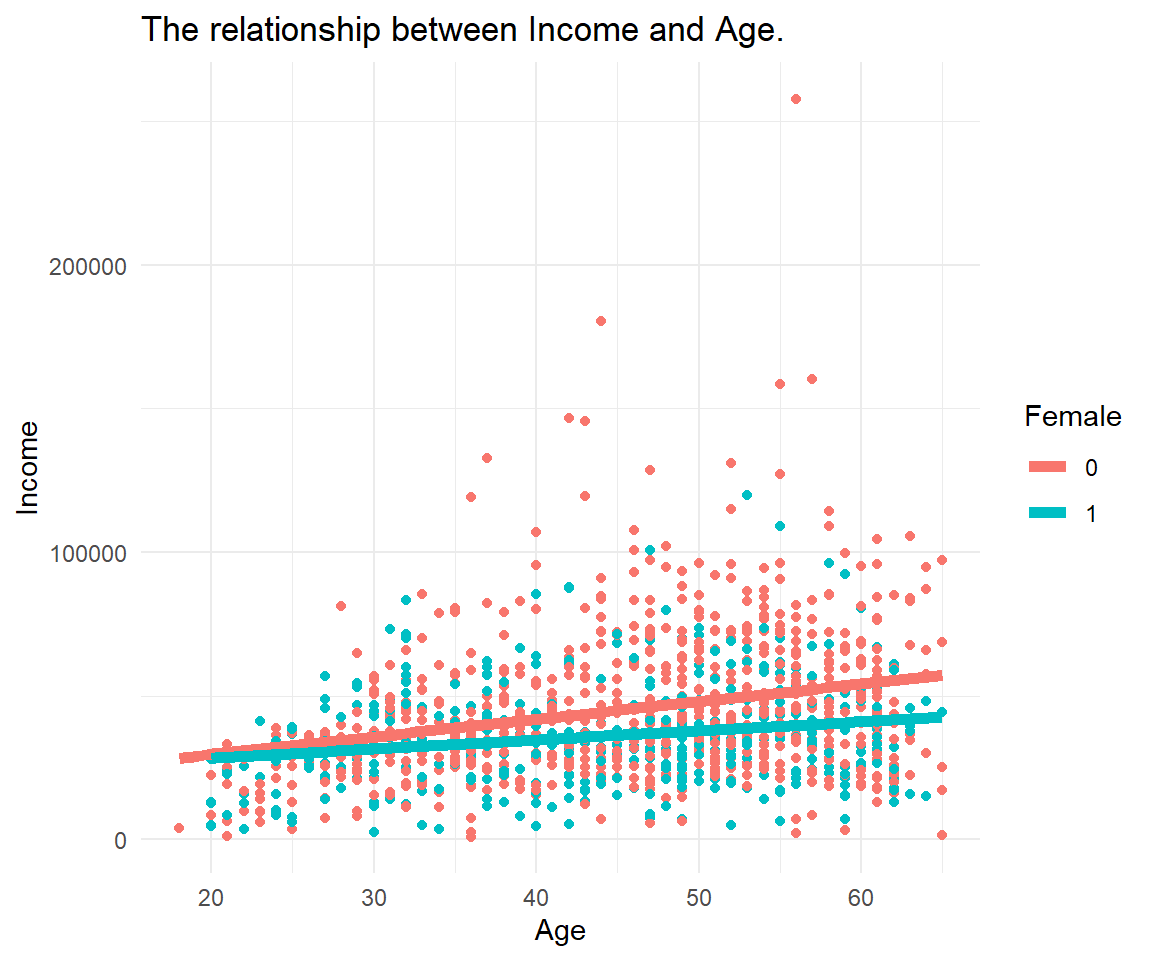 The relationship between Income and Age.
200000
100000
0
Income
20 30 40 50 60
Age
Female
0
1